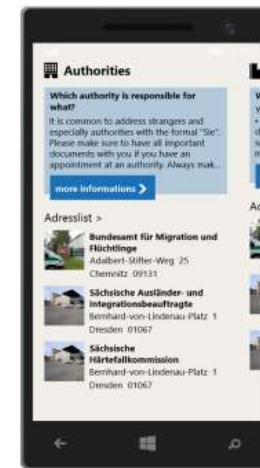 Authorities
Which authority is responsible for
what?
It is common to address strangers and
especially authorities with the formal "Sie".
Please make sure to have all important
documents with you if you have an
appointment at an authority. Always mak...
more informations
Adresslist >
Bundesamt für Migration und
Flüchtlinge
Adalbert-Stifter-Weg 25
Chemnitz 09131
Sächsische Ausländer- und
Integrationsbeauftragte
Bernhard-von-Lindenau-Platz 1
Dresden 01067
Sächsische
Härtefallkommission
Bernhard-von-Lindenau-Platz 1
Dresden 01067